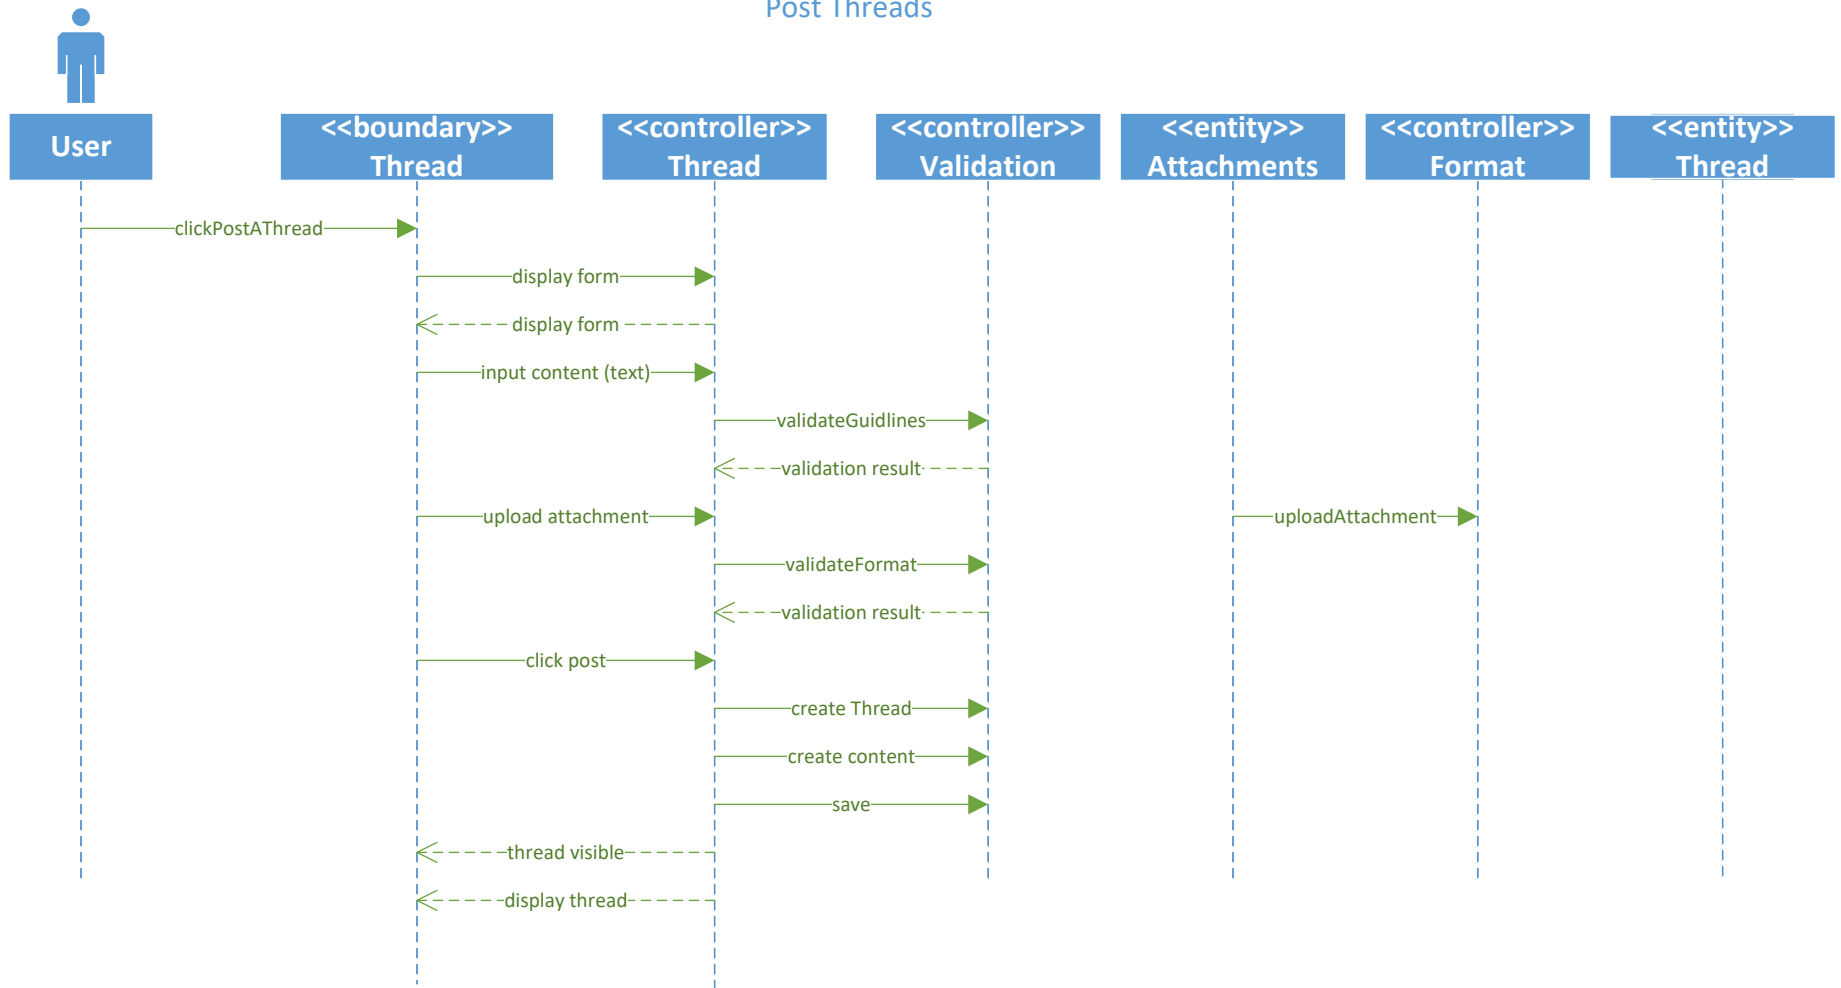 Post Threads
User
<<boundary>>
Thread
<<controller>>
Thread
<<controller>>
Validation
<<entity>>
Attachments
<<controller>>
Format
<<entity>>
Thread
clickPostAThread
display form
display form
input content (text)
validateGuidlines
validation result
upload attachment
uploadAttachment
validateFormat
validation result
click post
create Thread
create content
save
thread visible
display thread